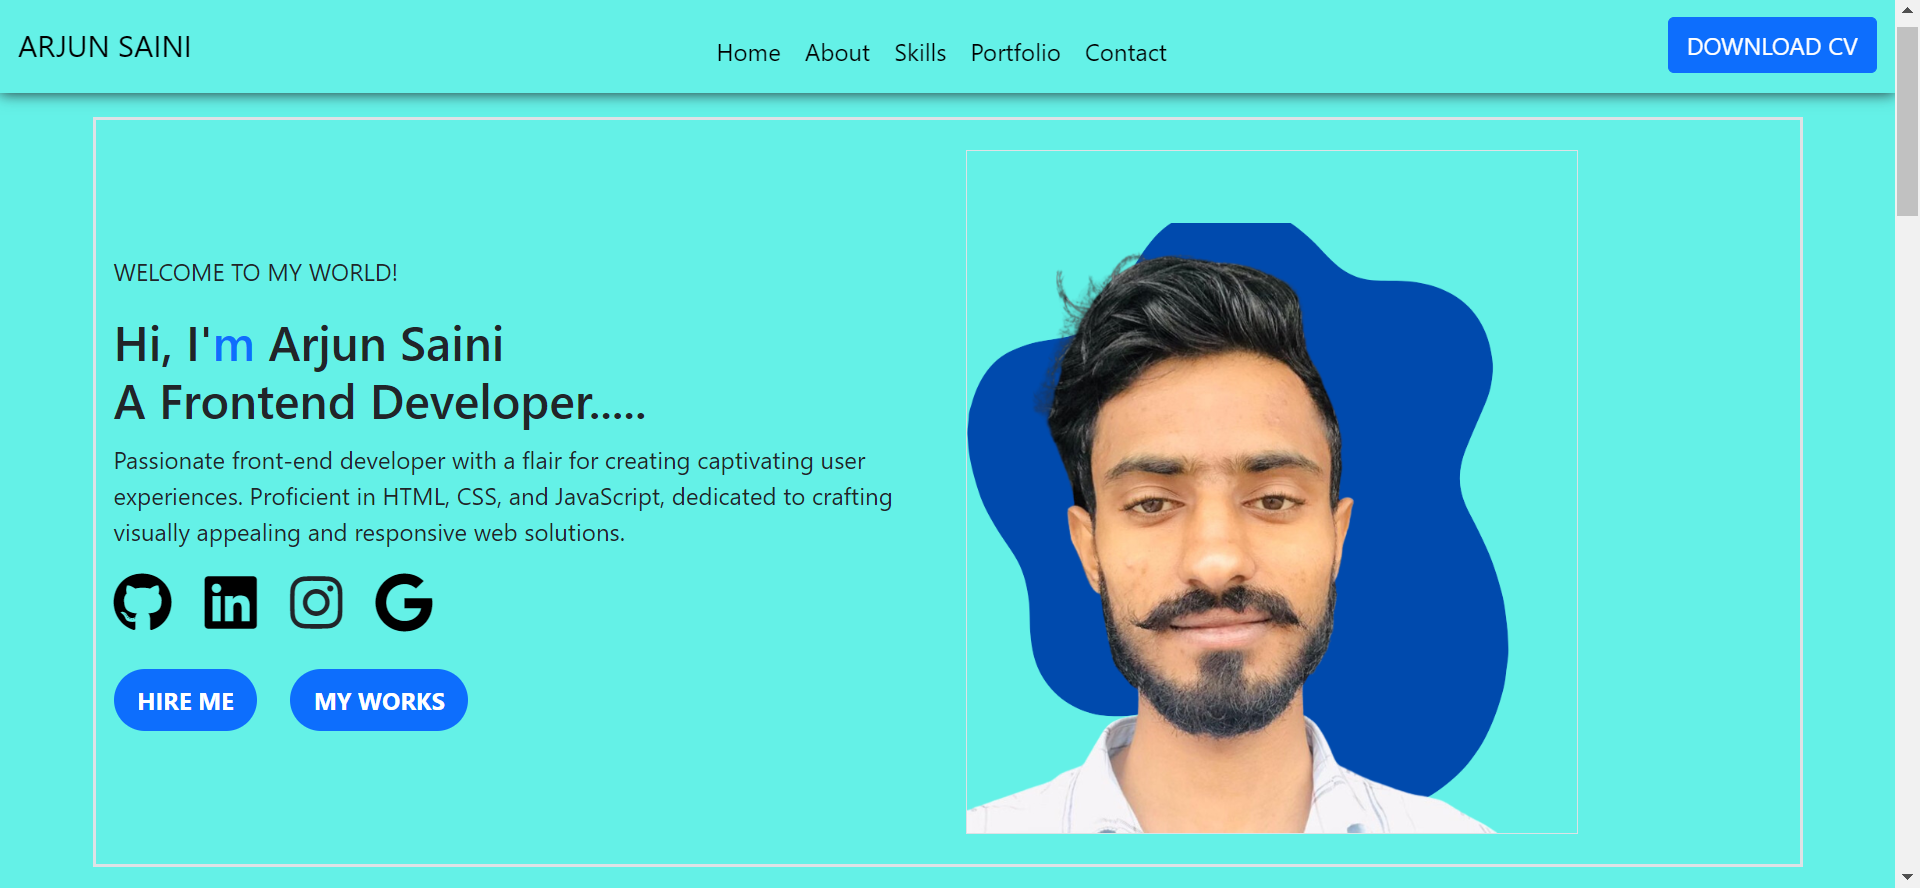 ARJUN SAINI
Home About Skills Portfolio Contact
DOWNLOAD CV
WELCOME TO MY WORLD!
Hi, I'm Arjun Saini
A Frontend Developer.....
Passionate front-end developer with a flair for creating captivating user
experiences. Proficient in HTML, CSS, and JavaScript, dedicated to crafting
visually appealing and responsive web solutions.
HIRE ME
MY WORKS